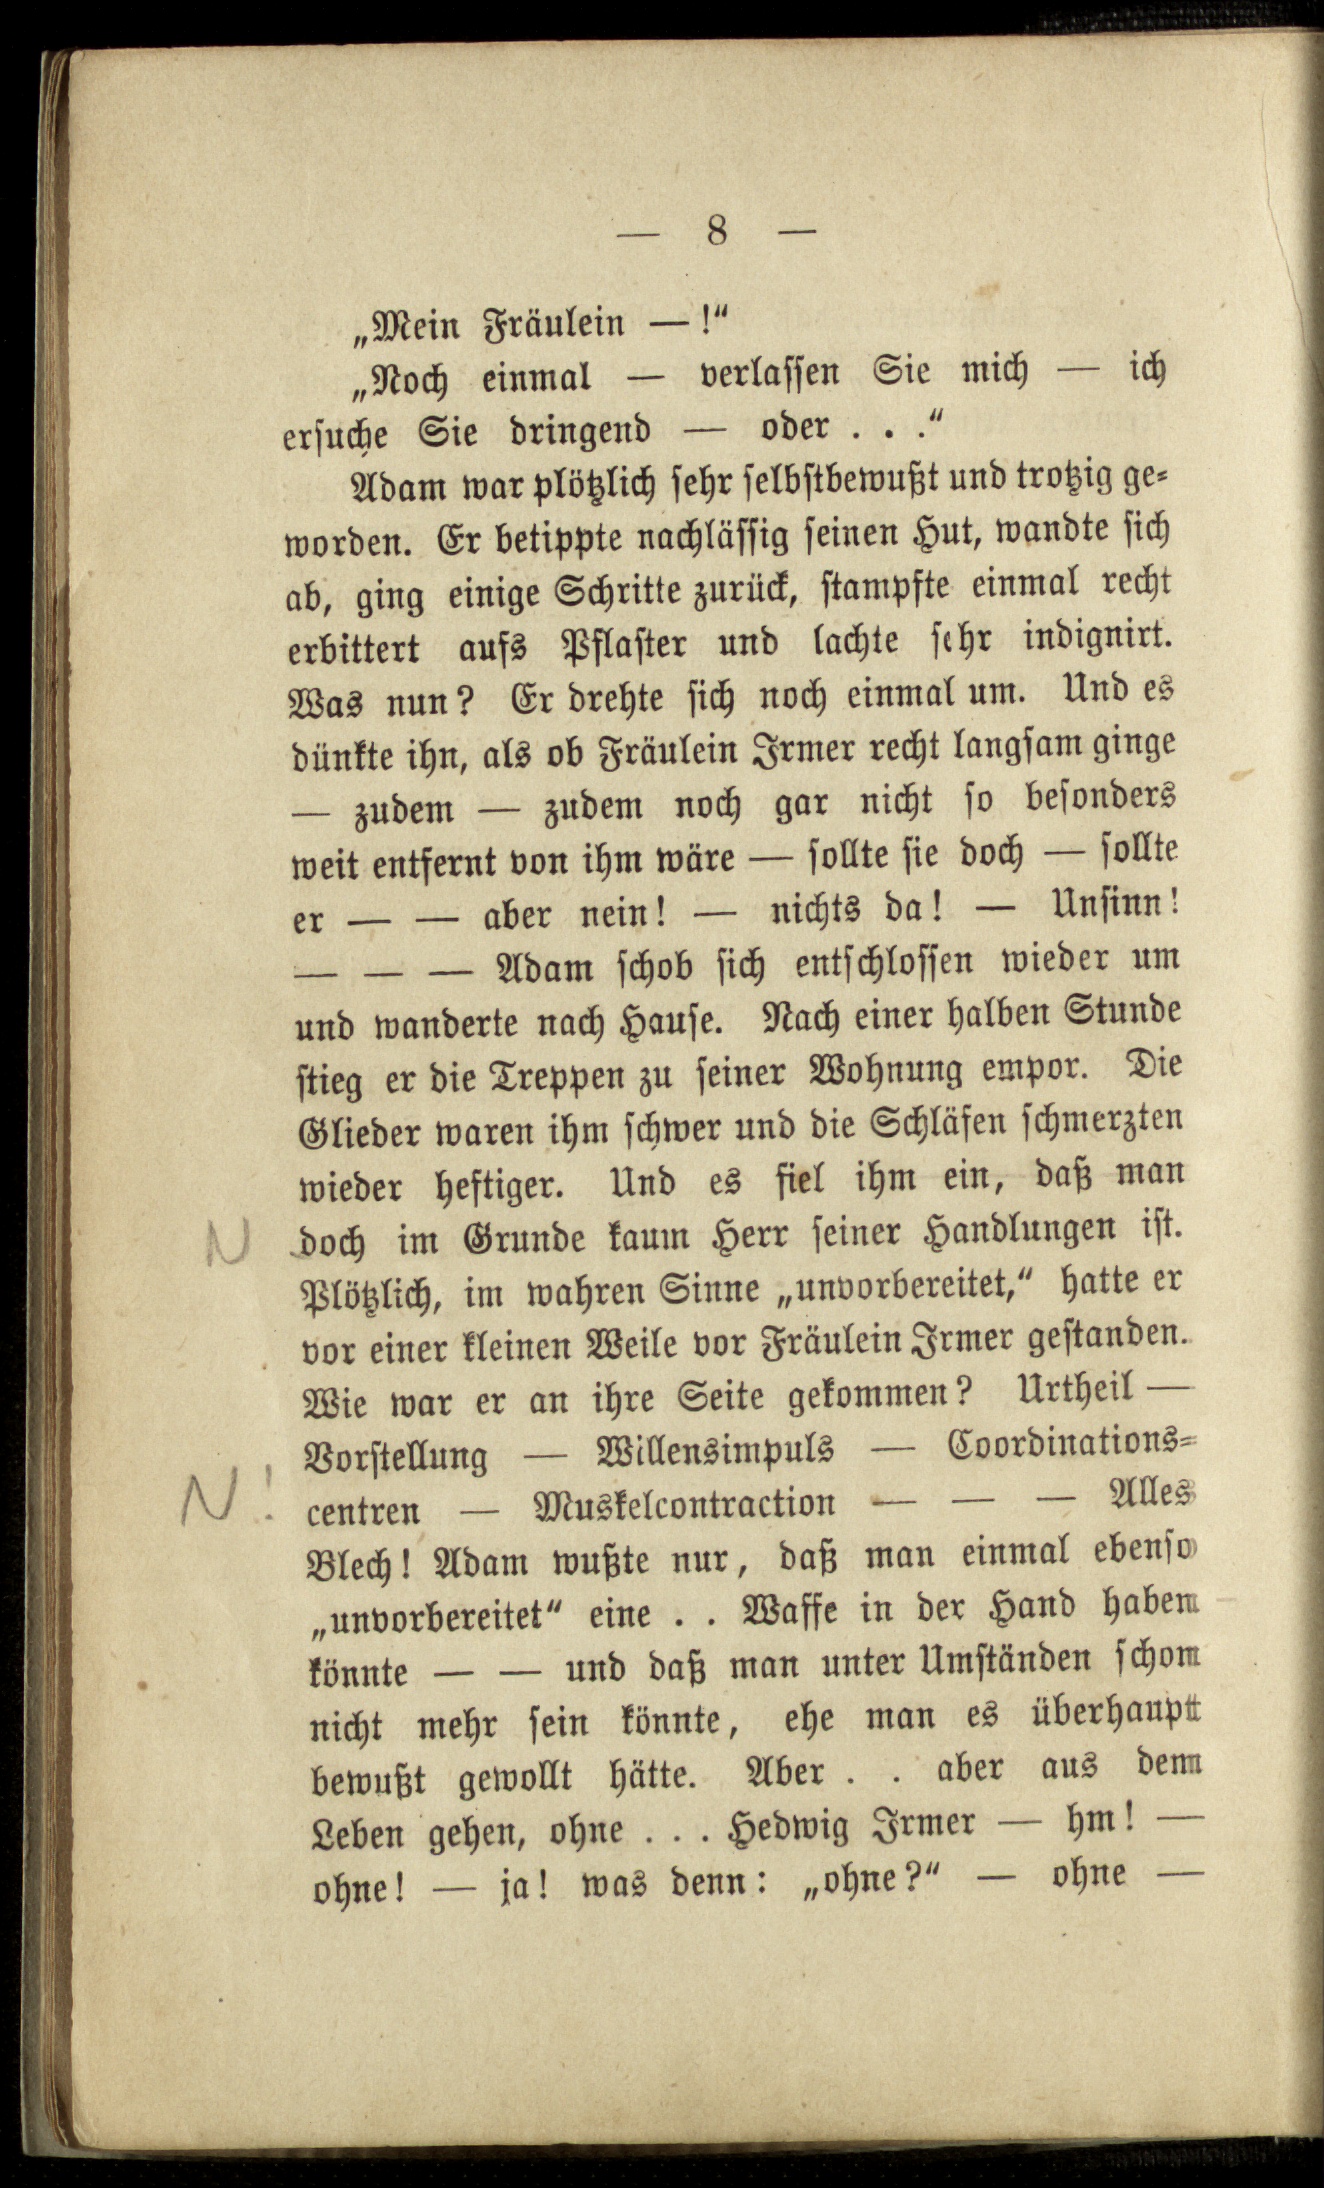 — 8 —
„Mein Fräulein — !“
„Noch einmal — verlassen Sie mich — ich
ersuche Sie dringend — oder . . .“
Adam war plötzlich sehr selbstbewußt und trotzig ge-
worden. Er betippte nachlässig seinen Hut, wandte sich
ab, ging einige Schritte zurück, stampfte einmal recht
erbittert aufs Pflaster und lachte sehr indignirt.
Was nun? Er drehte sich noch einmal um. Und es
dünkte ihn, als ob Fräulein Irmer recht langsam ginge
— zudem — zudem noch gar nicht so besonders
weit entfernt von ihm wäre — sollte sie doch — sollte
er — — aber nein! — nichts da! — Unsinn!
— — — Adam schob sich entschlossen wieder um
und wanderte nach Hause. Nach einer halben Stunde
stieg er die Treppen zu seiner Wohnung empor. Die
Glieder waren ihm schwer und die Schläfen schmerzten
wieder heftiger. Und es fiel ihm ein, daß man
N doch im Grunde kaum Herr seiner Handlungen ist.
Plötzlich, im wahren Sinne „unvorbereitet,“ hatte er
vor einer kleinen Weile vor Fräulein Irmer gestanden.
Wie war er an ihre Seite gekommen? Urtheil —
Vorstellung — Willensimpuls — Coordinations-
N! centren — Muskelcontraction — — — Alles
Blech! Adam wußte nur, daß man einmal ebenso
„unvorbereitet“ eine . . Waffe in der Hand haben
könnte — — und daß man unter Umständen schon
nicht mehr sein könnte, ehe man es überhaupt
bewußt gewollt hätte. Aber . . aber aus dem
Leben gehen, ohne . . . Hedwig Irmer — hm! —
ohne! — ja! was denn: „ohne?“ — ohne —